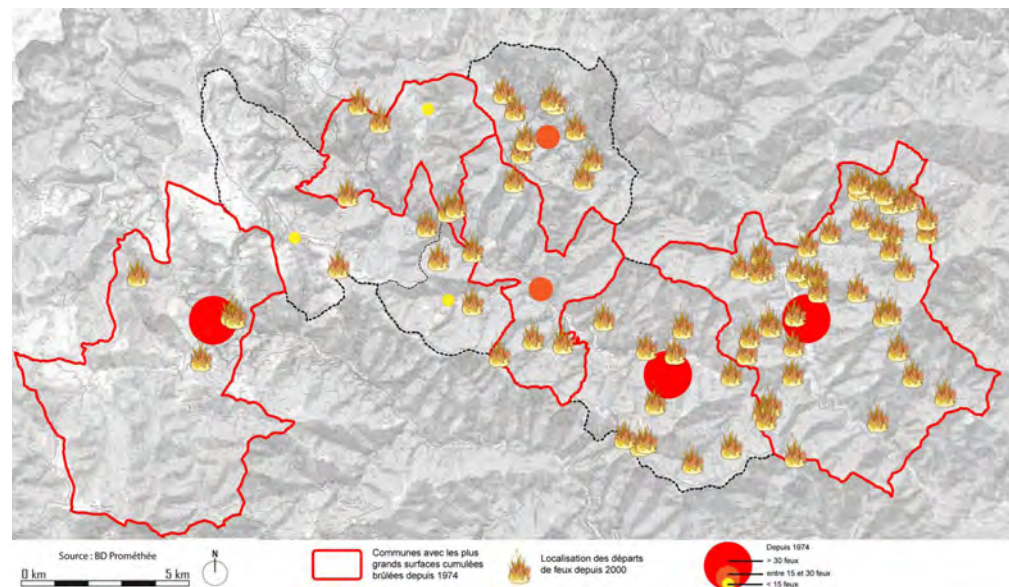 Source : BD Prométhée
0 km
5 km
N
Communes avec les plus
grands surfaces cumulées
brûlées depuis 1974
Localisation des départs
de feux depuis 2000
Depuis 1974
> 30 feux
entre 15 et 30 feux
< 15 feux